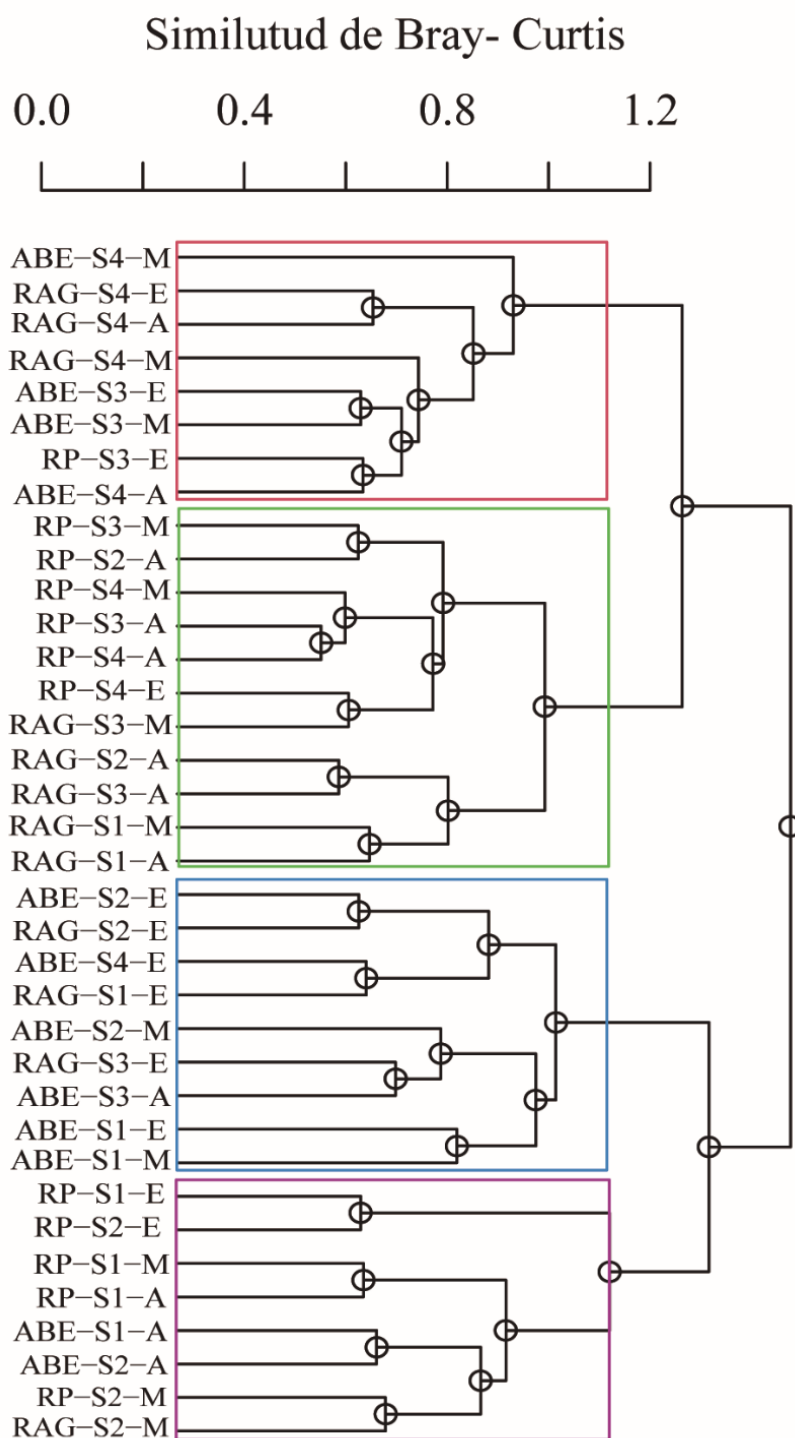 Similutud de Bray- Curtis
0.0 0.4 0.8 1.2
ABE-S4-M
RAG-S4-E
RAG-S4-A
RAG-S4-M
ABE-S3-E
ABE-S3-M
RP-S3-E
ABE-S4-A
RP-S3-M
RP-S2-A
RP-S4-M
RP-S3-A
RP-S4-A
RP-S4-E
RAG-S3-M
RAG-S2-A
RAG-S3-A
RAG-S1-M
RAG-S1-A
ABE-S2-E
RAG-S2-E
ABE-S4-E
RAG-S1-E
ABE-S2-M
RAG-S3-E
ABE-S3-A
ABE-S1-E
ABE-S1-M
RP-S1-E
RP-S2-E
RP-S1-M
RP-S1-A
ABE-S1-A
ABE-S2-A
RP-S2-M
RAG-S2-M